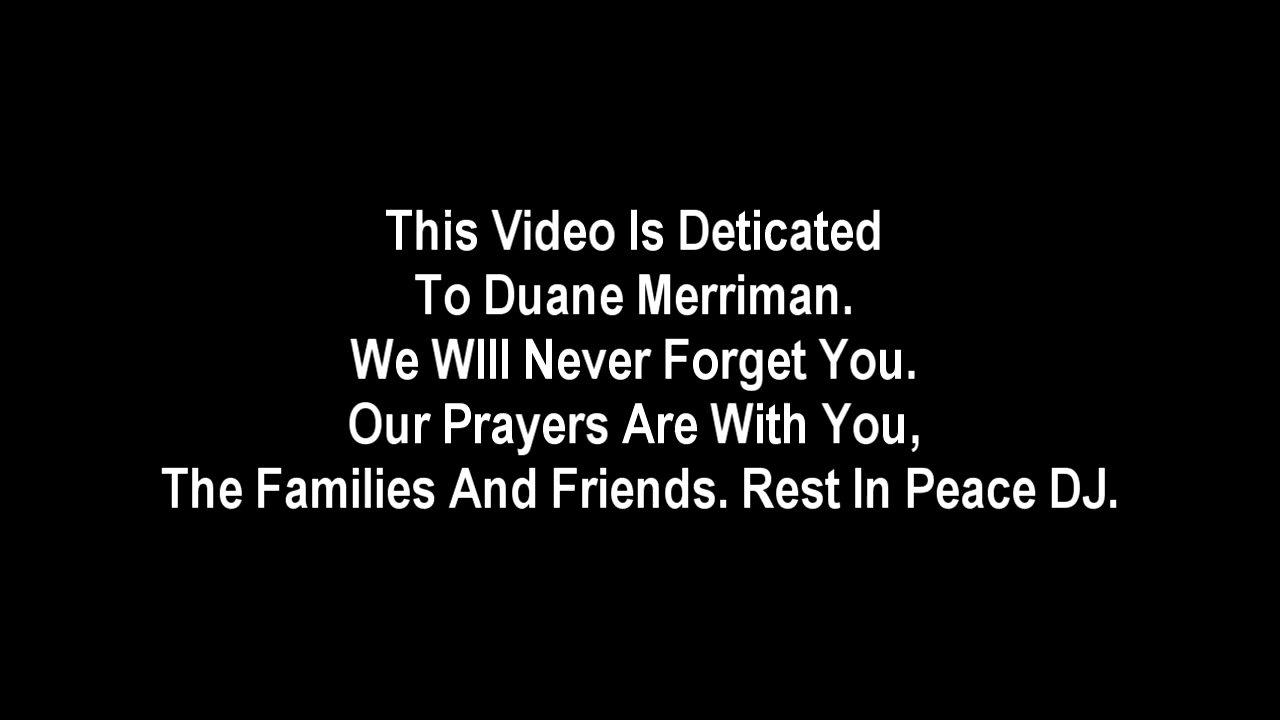 This Video Is Deticated
To Duane Merriman.
We WIll Never Forget You.
Our Prayers Are With You,
The Families And Friends. Rest In Peace DJ.